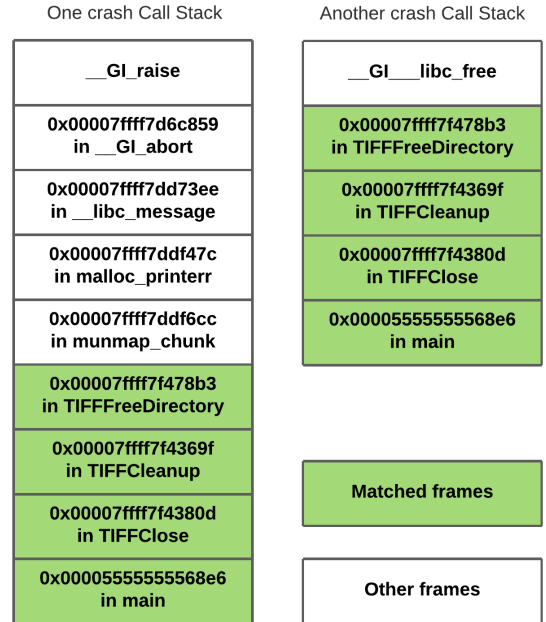 One crash Call Stack
__GI_raise
0x00007ffff7d6c859
in __GI_abort
0x00007ffff7dd73ee
in __libc_message
0x00007ffff7ddf47c
in malloc_printerr
0x00007ffff7ddf6cc
in munmap_chunk
0x00007ffff7f478b3
in TIFFFreeDirectory
0x00007ffff7f4369f
in TIFFCleanup
0x00007ffff7f4380d
in TIFFClose
0x00005555555568e6
in main
Another crash Call Stack
__GI___libc_free
0x00007ffff7f478b3
in TIFFFreeDirectory
0x00007ffff7f4369f
in TIFFCleanup
0x00007ffff7f4380d
in TIFFClose
0x00005555555568e6
in main
Matched frames
Other frames